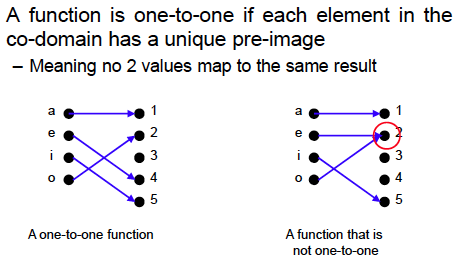 A function is one-to-one if each element in the
co-domain has a unique pre-image
– Meaning no 2 values map to the same result
a 1 a 1
e 2 e 2
i 3 i 3
o 4 o 4
5 5
A one-to-one function
A function that is
not one-to-one